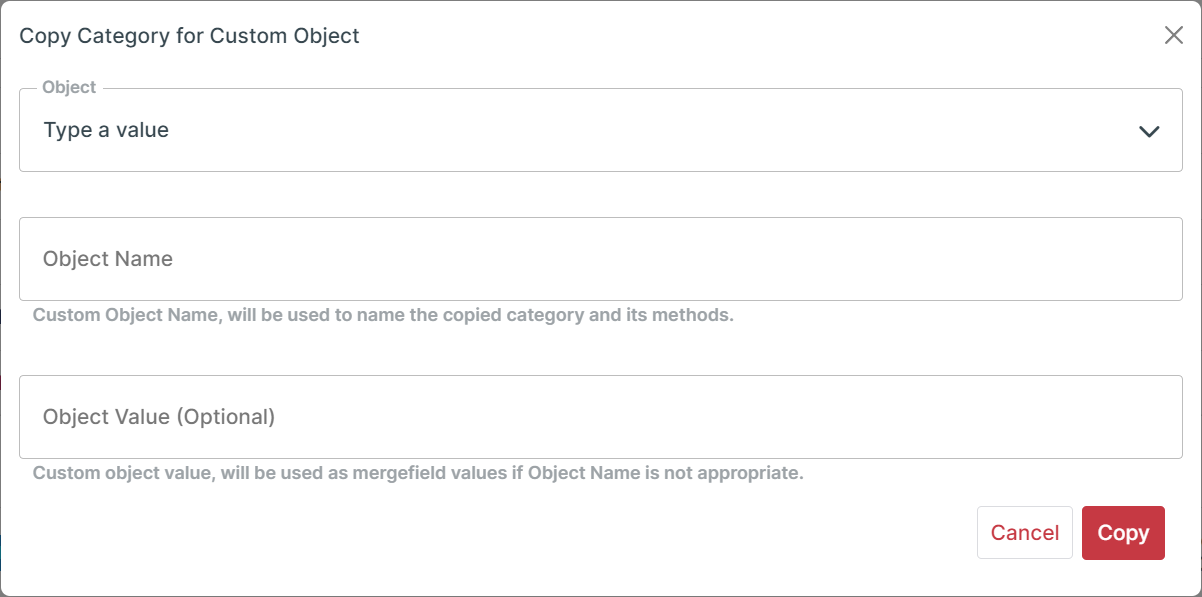 Copy Category for Custom Object
Object
Type a value
Object Name
Custom Object Name, will be used to name the copied category and its methods.
Object Value (Optional)
Custom object value, will be used as mergefield values if Object Name is not appropriate.
Cancel
Copy